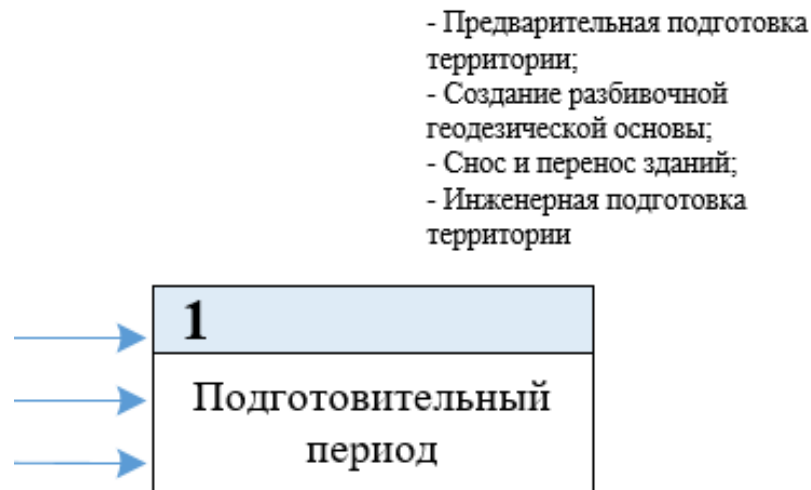 - Предварительная подготовка
территории;
- Создание разбивочной
геодезической основы;
- Снос и перенос зданий;
- Инженерная подготовка
территории
1
Подготовительный
период